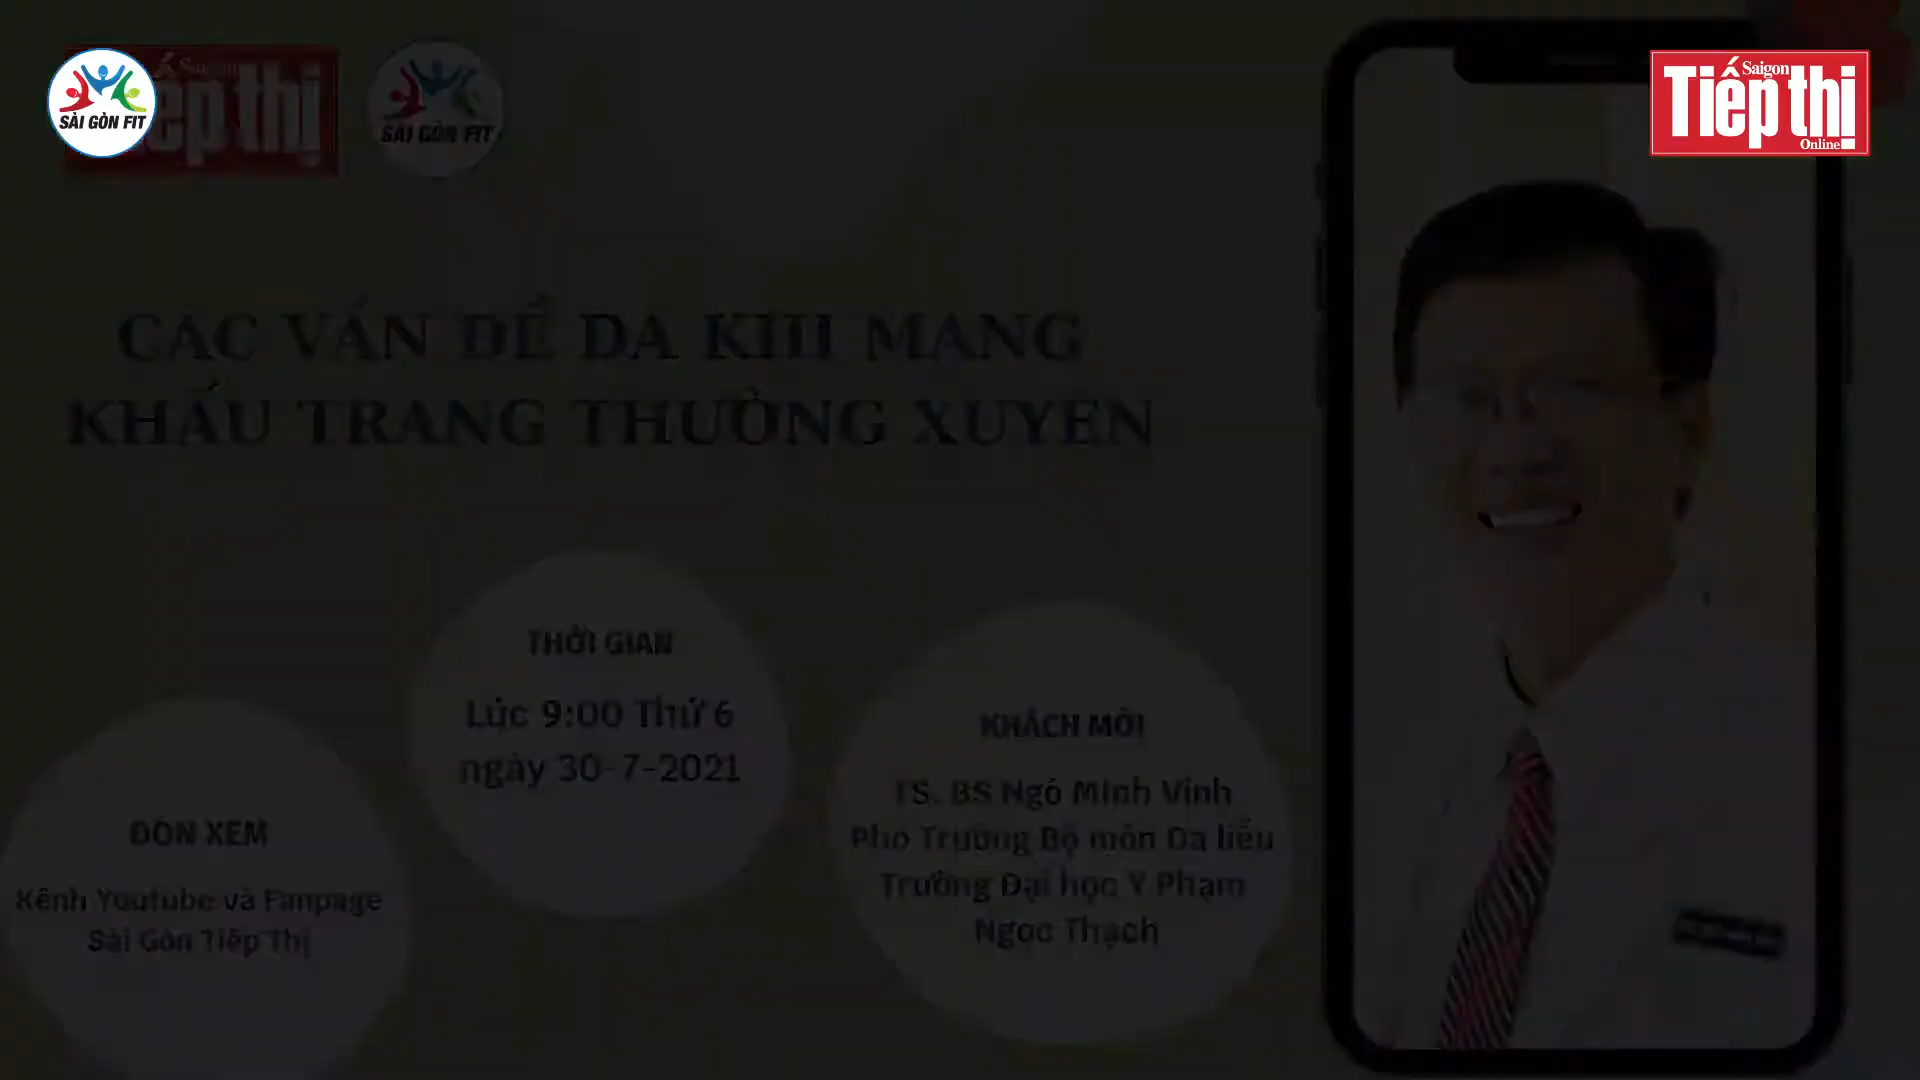 SÀI GÒN FIT
Saigon
Tiếp thị
SÀI GÒN FIT
Saigon
Tiếp thị
Online
CÁC VẤN ĐỀ DA KHI MANG
KHẨU TRANG THƯỜNG XUYÊN
THỜI GIAN
Lúc 9:00 Thứ 6
ngày 30-7-2021
KHÁCH MỜI
TS. BS Ngô Minh Vinh
Phó Trưởng Bộ môn Da liễu
Trường Đại học Y Phạm
Ngọc Thạch
ĐÓN XEM
Kênh Youtube và Fanpage
Sài Gòn Tiếp Thị